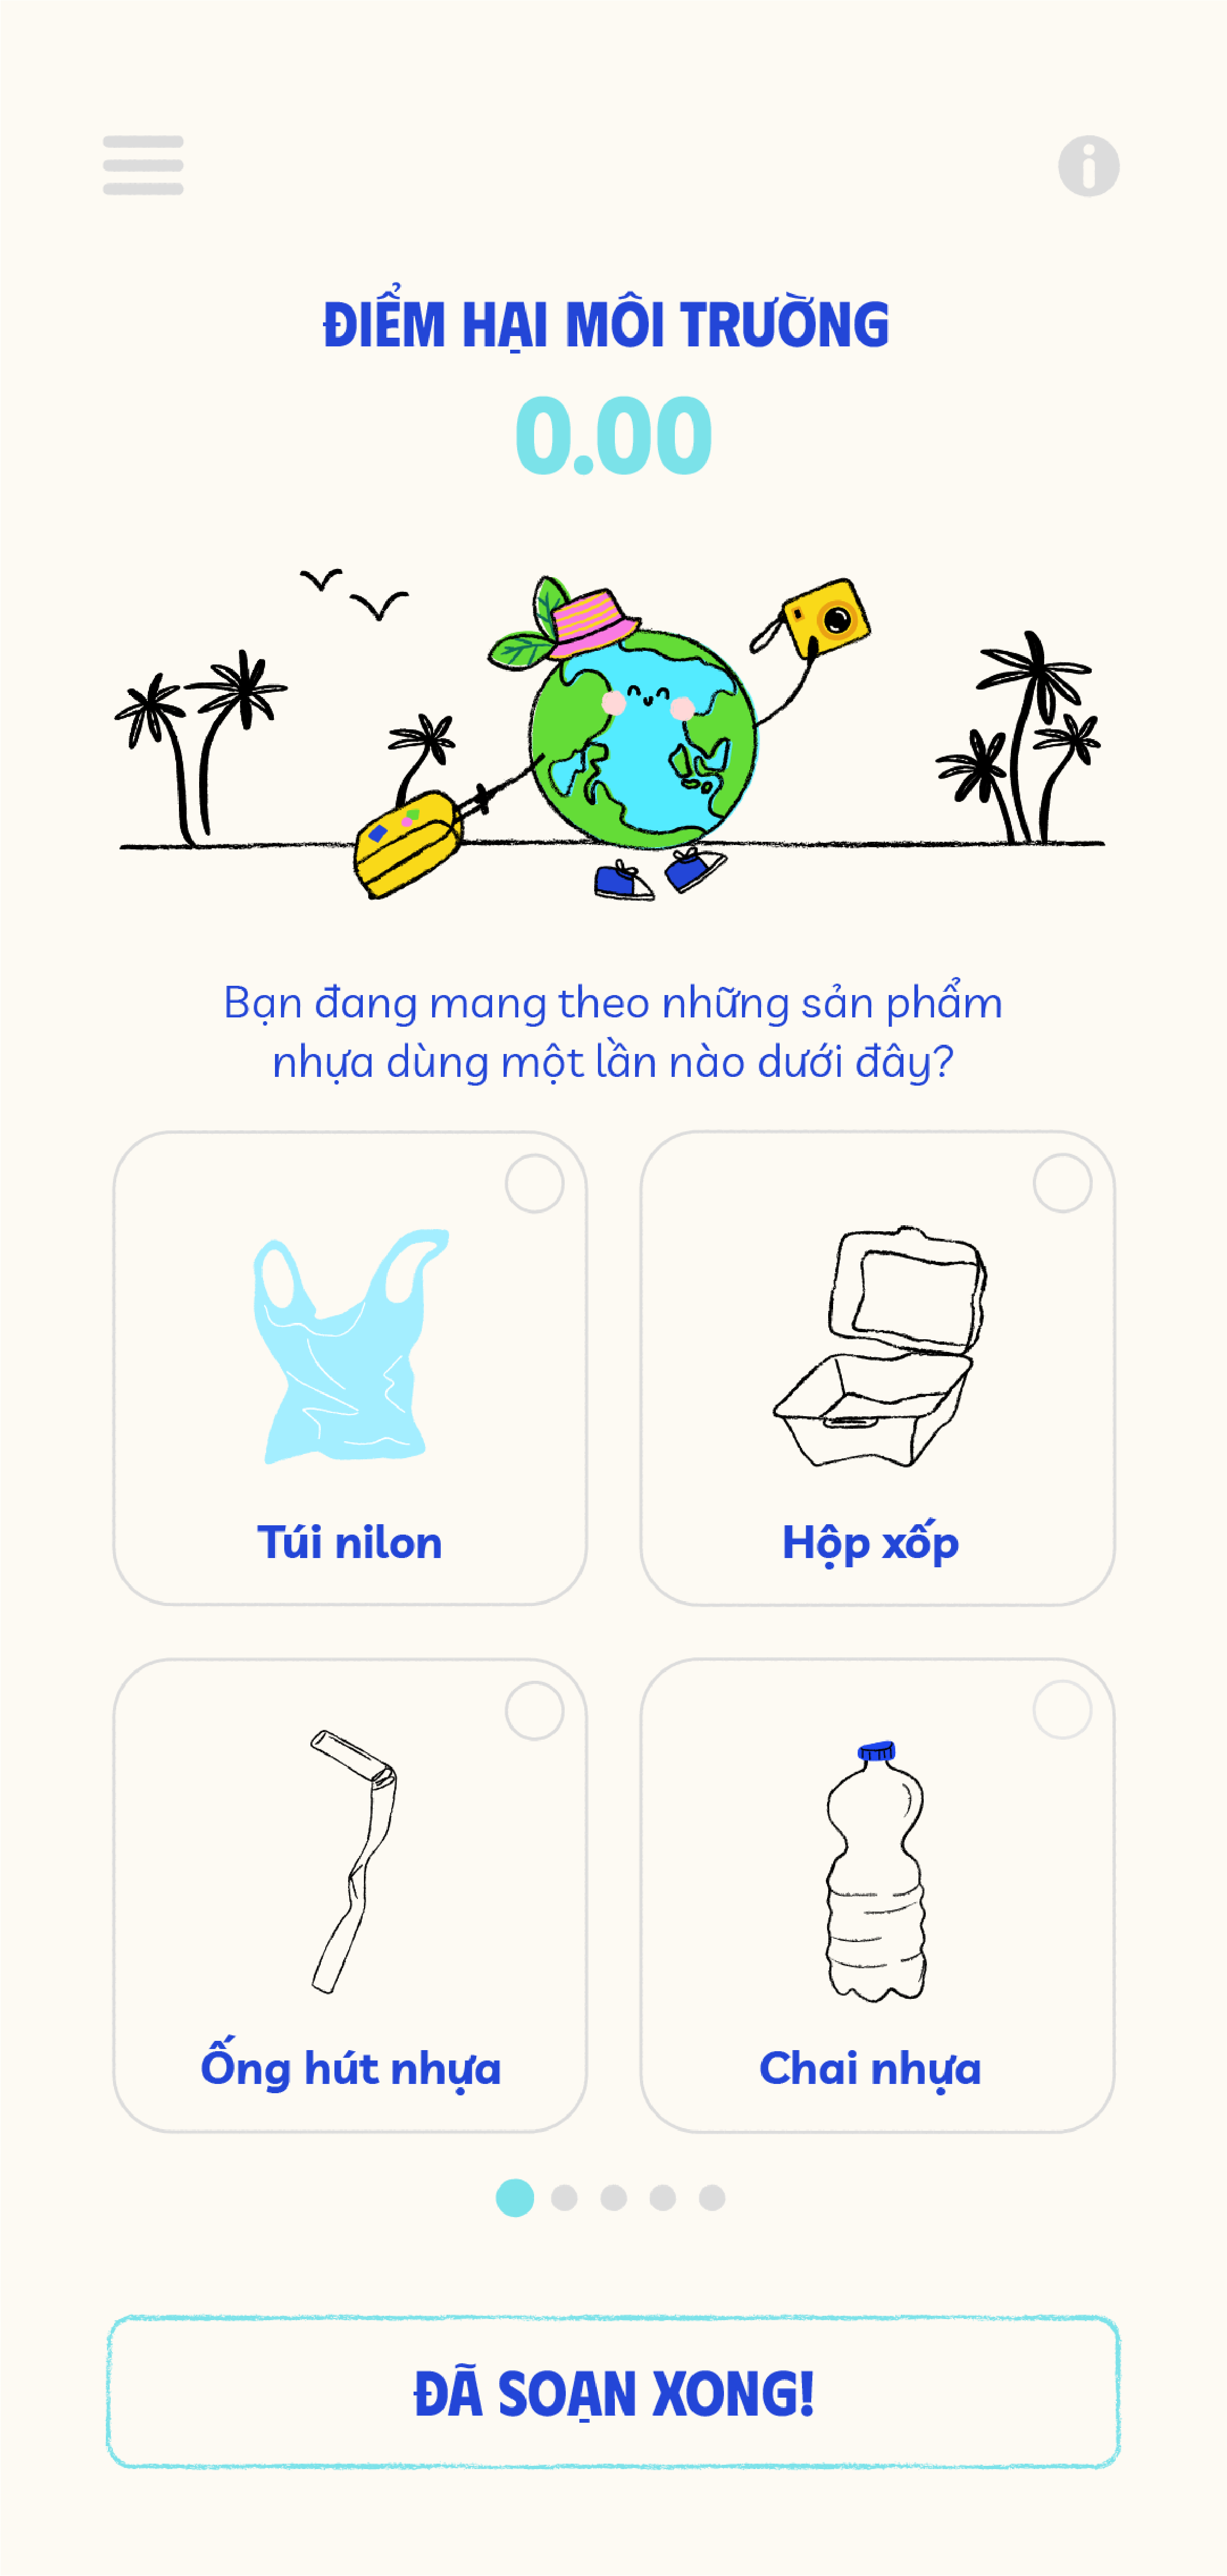 ĐIỂM HẠI MÔI TRƯỜNG
0.00
Bạn đang mang theo những sản phẩm
nhựa dùng một lần nào dưới đây?
Túi nilon
Hộp xốp
Ống hút nhựa
Chai nhựa
ĐÃ SOẠN XONG!